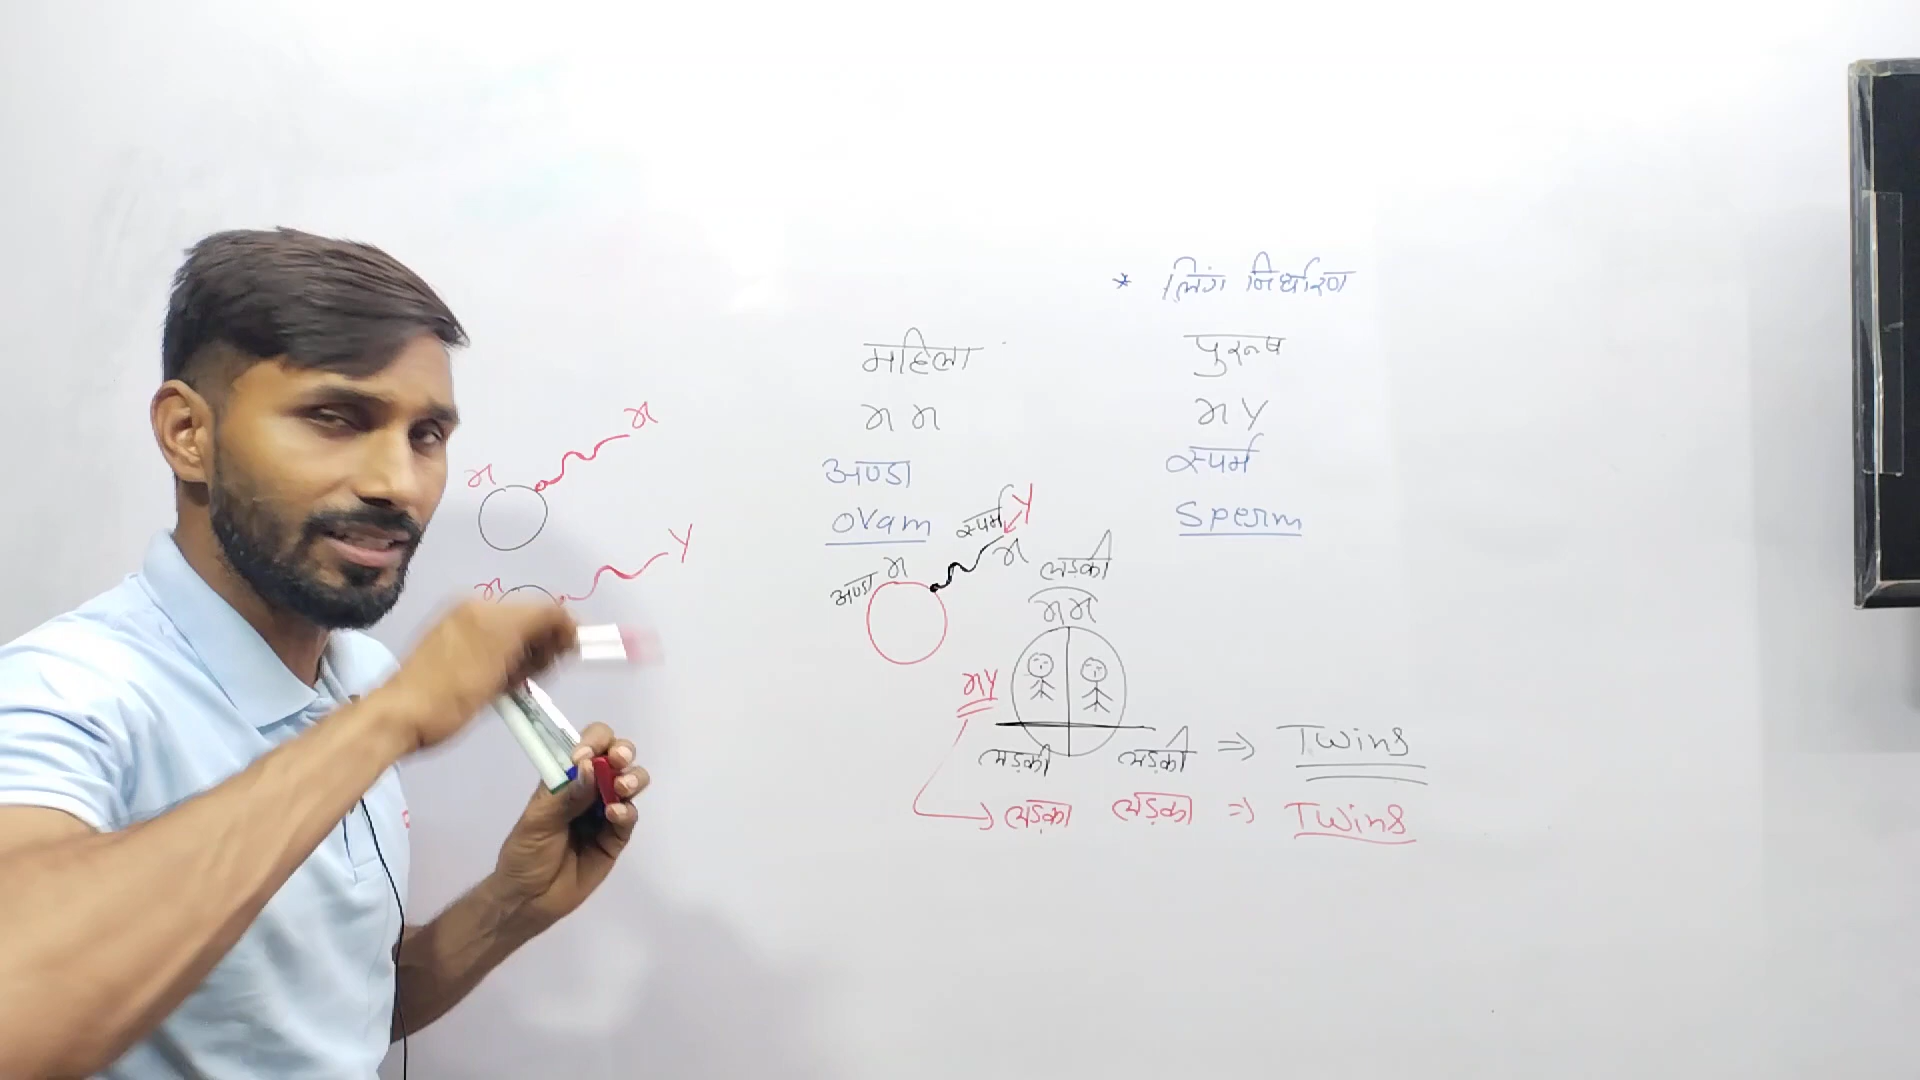 * लिंग निर्धारण
महिला पुरूष
x x x y
अण्डा स्पर्म
Ovam Sperm
x x
x y
अण्डा x स्पर्म x y
लड़की
x x
x y
लड़की लड़की => Twins
लड़का लड़का => Twins